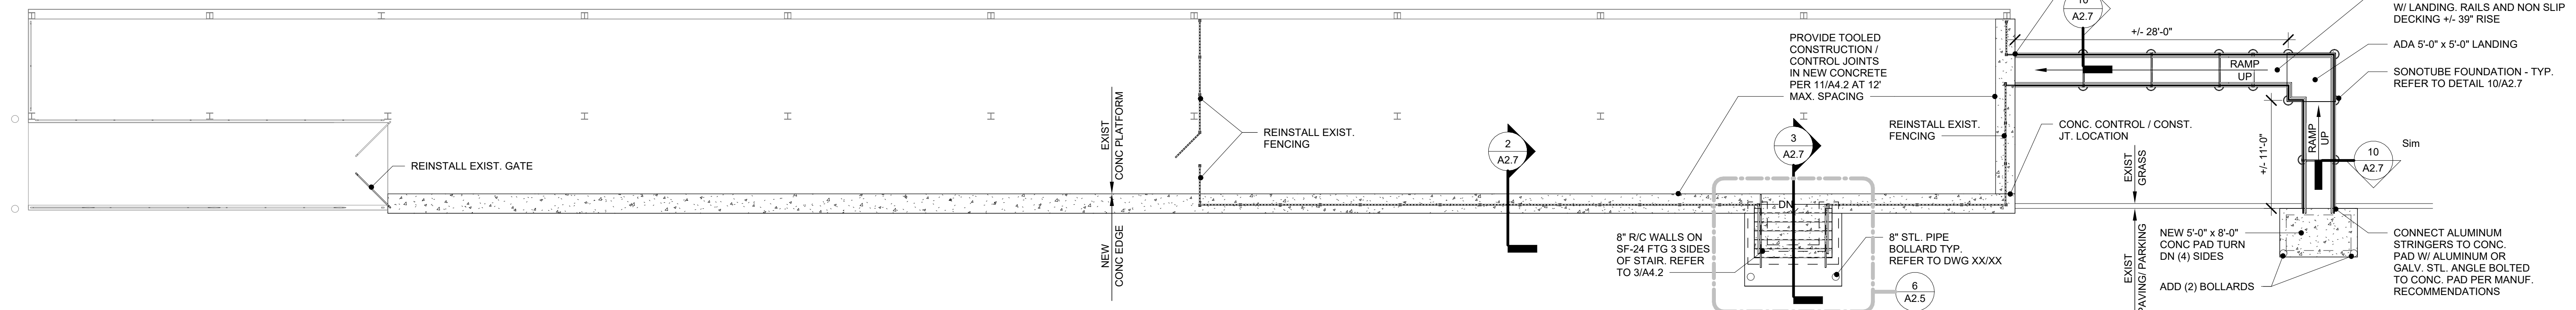 REINSTALL EXIST. GATE
EXIST
CONC PLATFORM
NEW
CONC EDGE
REINSTALL EXIST.
FENCING
2
A2.7
PROVIDE TOOLED
CONSTRUCTION /
CONTROL JOINTS
IN NEW CONCRETE
PER 11/A4.2 AT 12'
MAX. SPACING
3
A2.7
DN
8" R/C WALLS ON
SF-24 FTG 3 SIDES
OF STAIR. REFER
TO 3/A4.2
8" STL. PIPE
BOLLARD TYP.
REFER TO DWG XX/XX
6
A2.5
REINSTALL EXIST.
FENCING
10
A2.7
+/- 28'-0"
RAMP
UP
CONC. CONTROL / CONST.
JT. LOCATION
EXIST
GRASS
EXIST
PAVING/ PARKING
+/- 11'-0"
RAMP
UP
10
A2.7
Sim
W/ LANDING. RAILS AND NON SLIP
DECKING +/- 39" RISE
ADA 5'-0" x 5'-0" LANDING
SONOTUBE FOUNDATION - TYP.
REFER TO DETAIL 10/A2.7
NEW 5'-0" x 8'-0"
CONC PAD TURN
DN (4) SIDES
ADD (2) BOLLARDS
CONNECT ALUMINUM
STRINGERS TO CONC.
PAD W/ ALUMINUM OR
GALV. STL. ANGLE BOLTED
TO CONC. PAD PER MANUF.
RECOMMENDATIONS